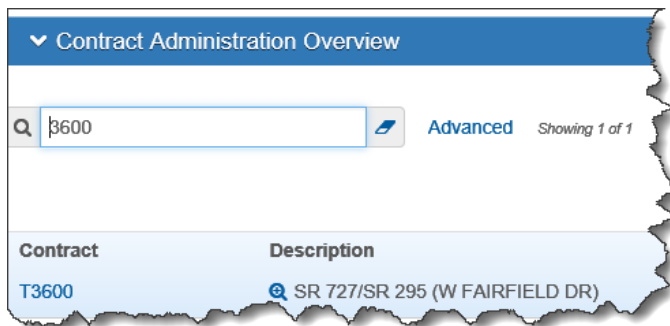 Contract Administration Overview
3600 Advanced Showing 1 of 1
Contract Description
T3600 SR 727/SR 295 (W FAIRFIELD DR)